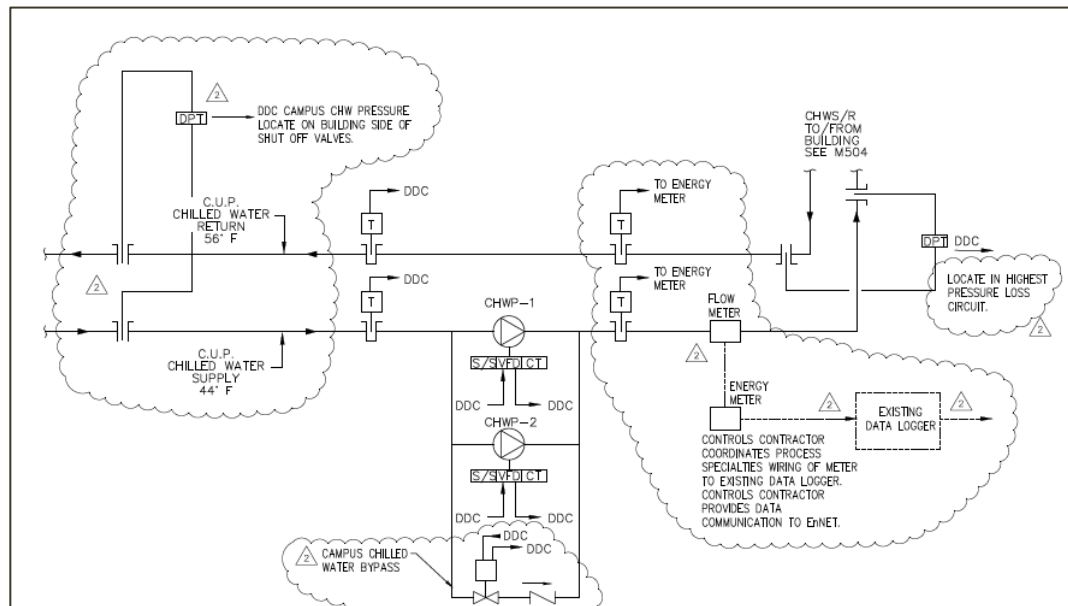 2
DPT
DDC CAMPUS CHW PRESSURE
LOCATE ON BUILDING SIDE OF
SHUT OFF VALVES.
CHWS/R
TO/FROM
BUILDING
SEE M504
C.U.P.
CHILLED WATER
RETURN
56° F
DDC
T
TO ENERGY
METER
T
DPT
DDC
2
DDC
T
TO ENERGY
METER
T
LOCATE IN HIGHEST
PRESSURE LOSS
CIRCUIT.
2
CHWP-1
FLOW
METER
C.U.P.
CHILLED WATER
SUPPLY
44° F
S/S VFD CT
2
DDC
DDC
ENERGY
METER
2
EXISTING
DATA LOGGER
2
CHWP-2
CONTROLS CONTRACTOR
COORDINATES PROCESS
SPECIALTIES WIRING OF METER
TO EXISTING DATA LOGGER.
CONTROLS CONTRACTOR
PROVIDES DATA
COMMUNICATION TO EnNET.
S/S VFD CT
DDC
DDC
DDC
DDC
2
CAMPUS CHILLED
WATER BYPASS